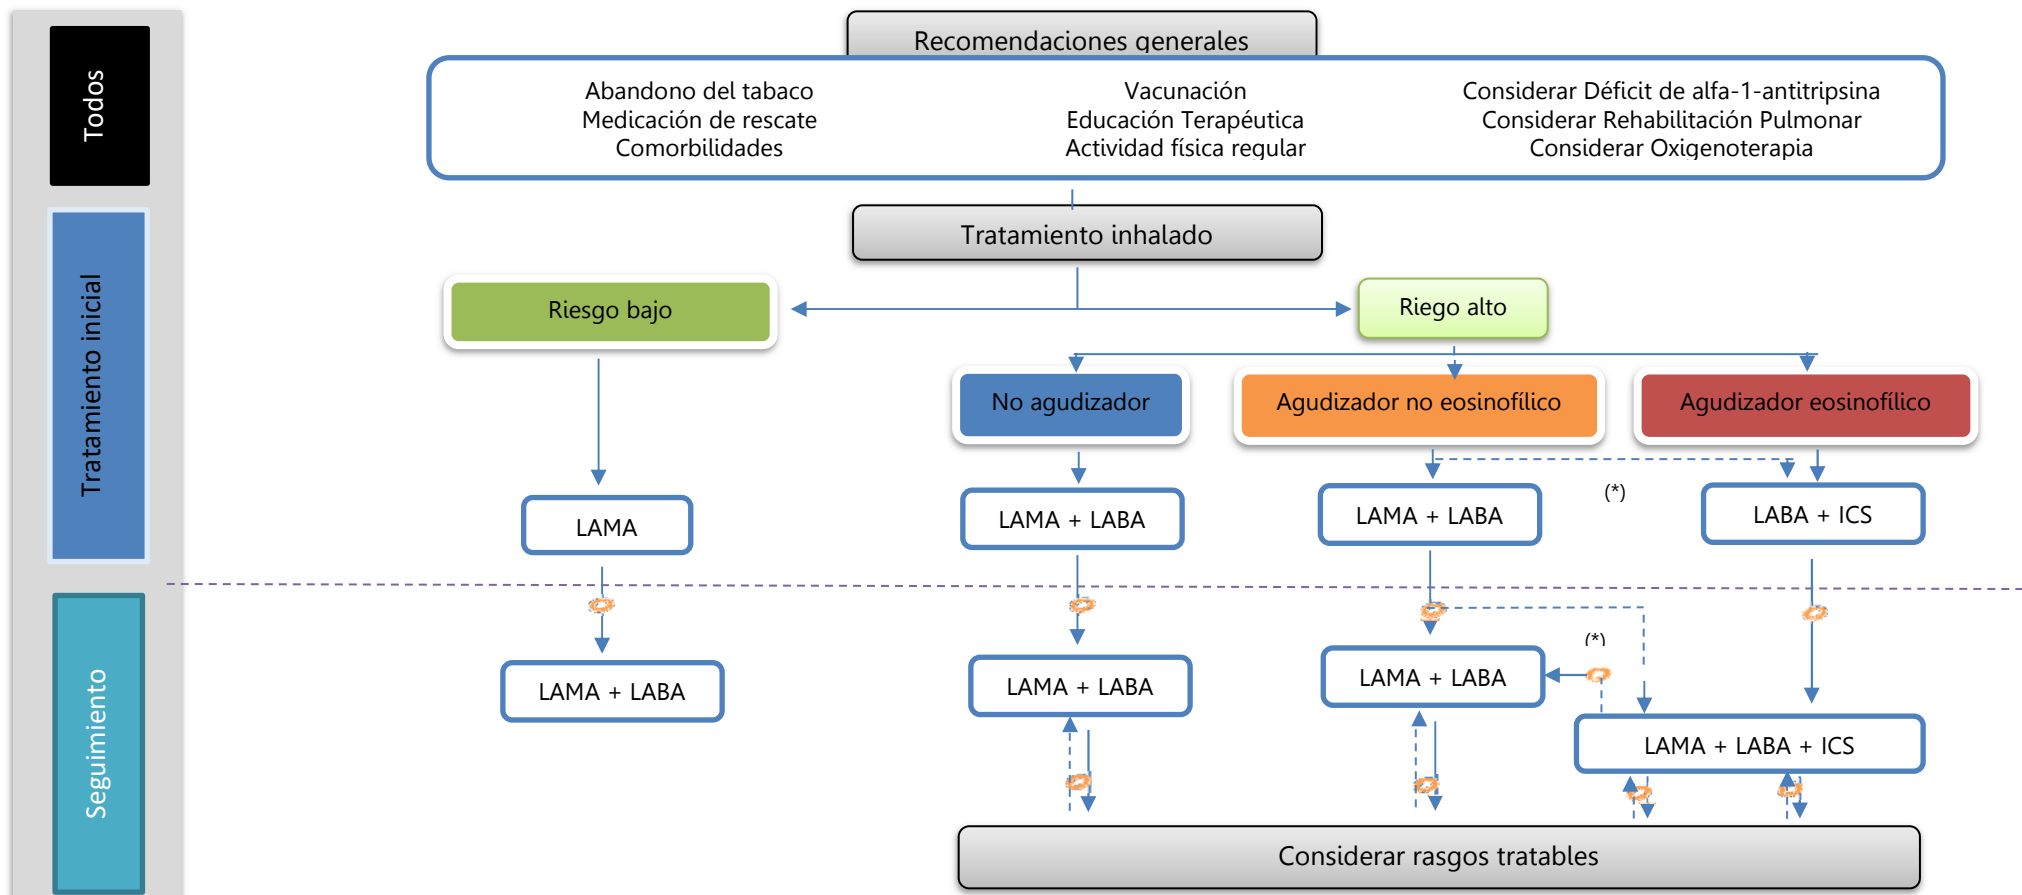 Todos
Recomendaciones generales
Abandono del tabaco
Medicación de rescate
Comorbilidades
Vacunación
Educación Terapéutica
Actividad física regular
Considerar Déficit de alfa-1-antitripsina
Considerar Rehabilitación Pulmonar
Considerar Oxigenoterapia
Tratamiento inicial
Tratamiento inhalado
Riesgo bajo
Riego alto
No agudizador
Agudizador no eosinofílico
Agudizador eosinofílico
LAMA
LAMA + LABA
LAMA + LABA
(*)
LABA + ICS
Seguimiento
LAMA + LABA
LAMA + LABA
LAMA + LABA
(*)
LAMA + LABA + ICS
Considerar rasgos tratables